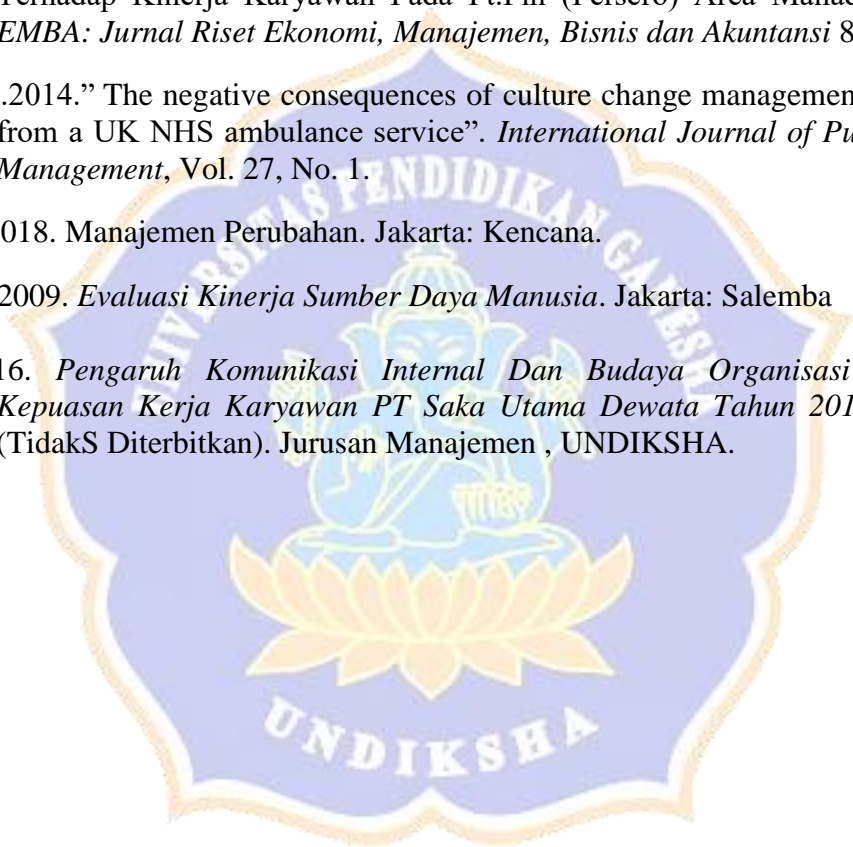 Terhadap Kinerja Karyawan Pada Pt.Pln (Persero) Area Manad
EMBA: Jurnal Riset Ekonomi, Manajemen, Bisnis dan Akuntansi 8
.2014.” The negative consequences of culture change management
from a UK NHS ambulance service”. International Journal of Pu
Management, Vol. 27, No. 1.
018. Manajemen Perubahan. Jakarta: Kencana.
2009. Evaluasi Kinerja Sumber Daya Manusia. Jakarta: Salemba
16. Pengaruh Komunikasi Internal Dan Budaya Organisasi
Kepuasan Kerja Karyawan PT Saka Utama Dewata Tahun 201
(TidakS Diterbitkan). Jurusan Manajemen , UNDIKSHA.
UNIVERSITAS PENDIDIKAN GANESHA
UNDIKSHA